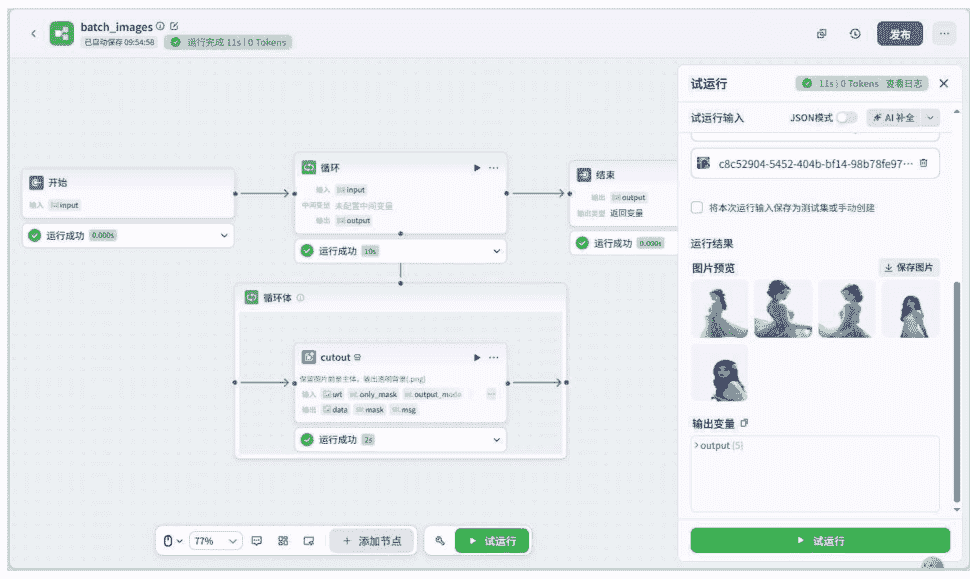 batch_images
已自动保存 09:54:58 运行完成 11s | 0 Tokens
发布
开始
输入 input
运行成功 0.000s
循环
输入 input
中间变量 未配置中间变量
输出 output
运行成功 10s
结束
输出 output
输出类型 返回变量
运行成功 0.000s
循环体
cutout
保留图片前景主体，输出透明背景(.png)
输入 url only_mask output_mode
输出 data mask msg
运行成功 2s
77% 添加节点 试运行
试运行 11s | 0 Tokens 查看日志
试运行输入 JSON模式 AI 补全
c8c52904-5452-404b-bf14-98b78fe97···
将本次运行输入保存为测试集或手动创建
运行结果
图片预览 保存图片
输出变量
output (5)
试运行